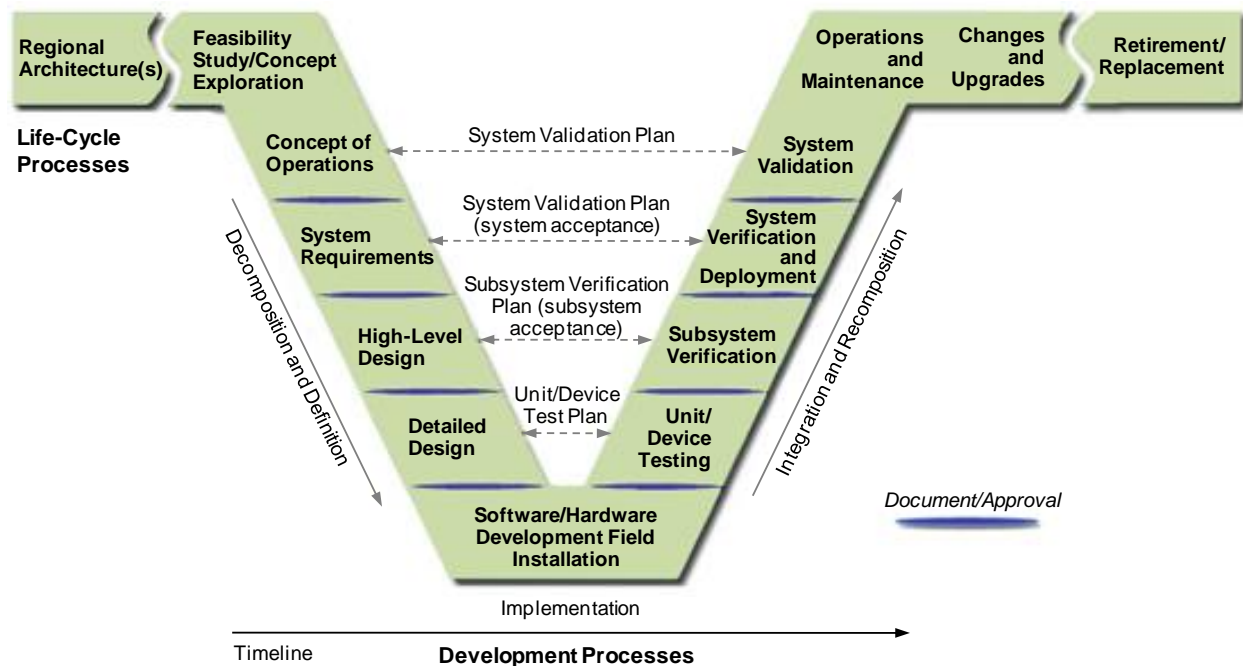 Regional
Architecture(s)
Feasibility
Study/Concept
Exploration
Operations
and
Maintenance
Changes
and
Upgrades
Retirement/
Replacement
Life-Cycle
Processes
Concept of
Operations
System Validation Plan
System
Validation
System
Requirements
System Validation Plan
(system acceptance)
System
Verification
and
Deployment
Decomposition and Definition
High-Level
Design
Subsystem Verification
Plan (subsystem
acceptance)
Subsystem
Verification
Integration and Recomposition
Detailed
Design
Unit/Device
Test Plan
Unit/
Device
Testing
Software/Hardware
Development Field
Installation
Document/Approval
Implementation
Timeline
Development Processes